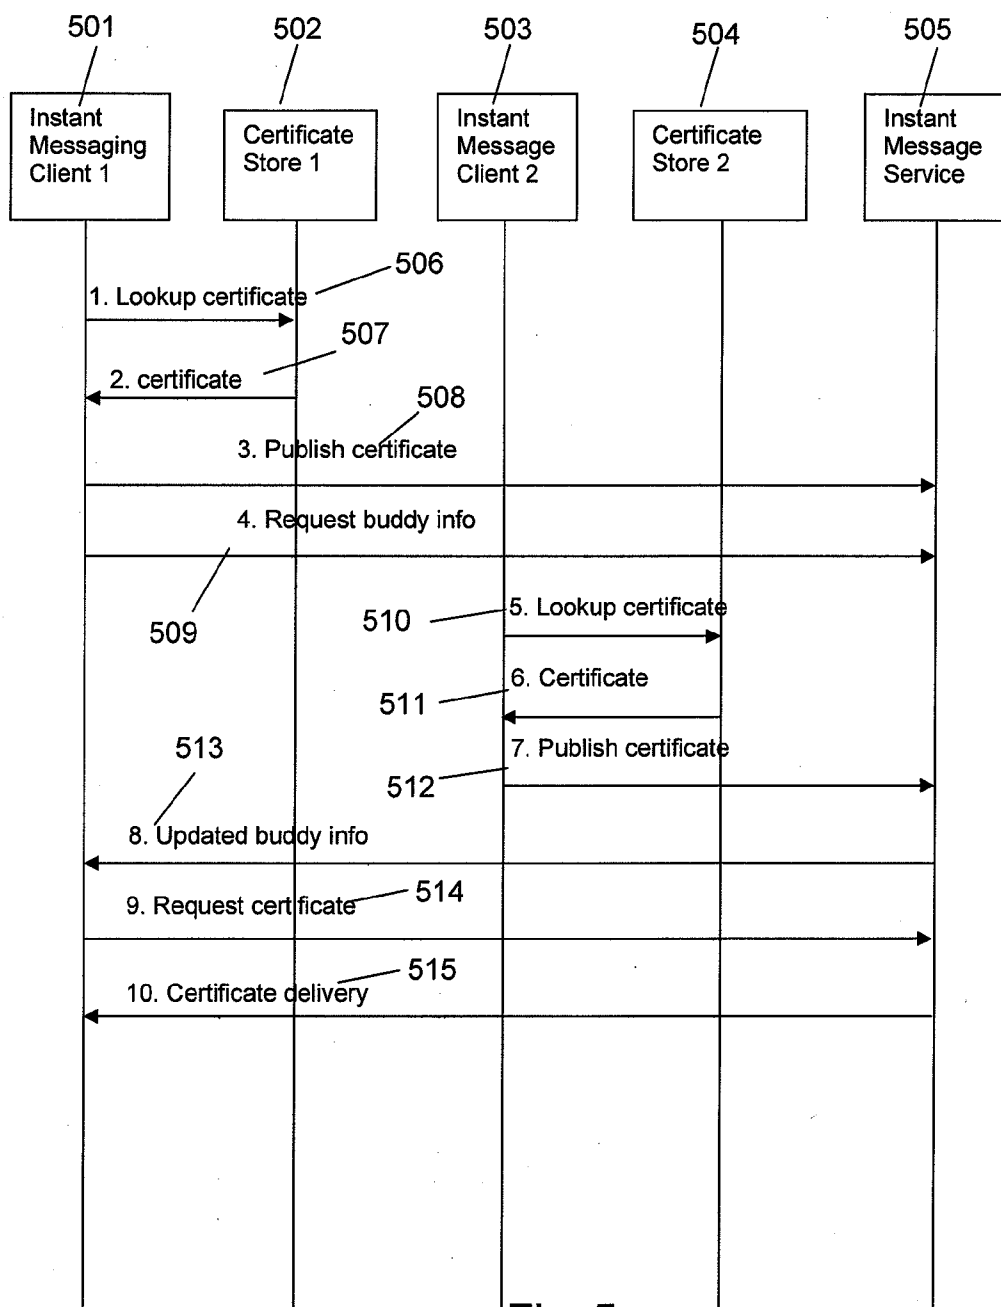 501
502
503
504
505
Instant
Messaging
Client 1
Certificate
Store 1
Instant
Message
Client 2
Certificate
Store 2
Instant
Message
Service
506
1. Lookup certificate
507
2. certificate
508
3. Publish certificate
4. Request buddy info
509
510
5. Lookup certificate
511
6. Certificate
513
7. Publish certificate
512
8. Updated buddy info
514
9. Request certificate
515
10. Certificate delivery